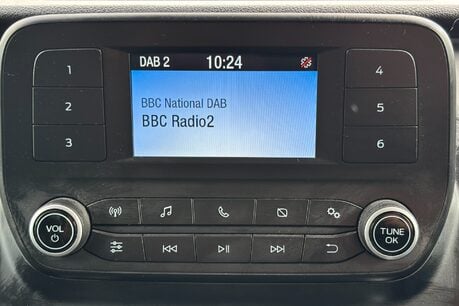 DAB 2 10:24
BBC National DAB
BBC Radio2
1
2
3
4
5
6
VOL
TUNE
OK